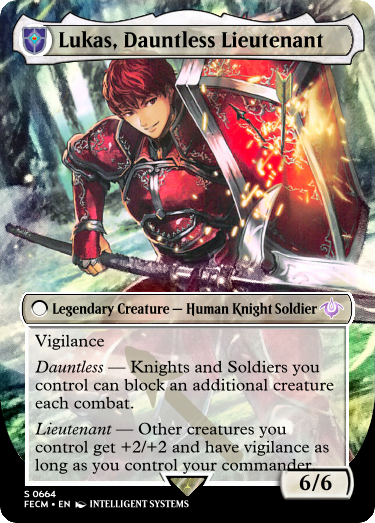 Lukas, Dauntless Lieutenant
Legendary Creature — Human Knight Soldier
Vigilance
Dauntless — Knights and Soldiers you
control can block an additional creature
each combat.
Lieutenant — Other creatures you
control get +2/+2 and have vigilance as
long as you control your commander.
6/6
S 0664
FECM • EN INTELLIGENT SYSTEMS